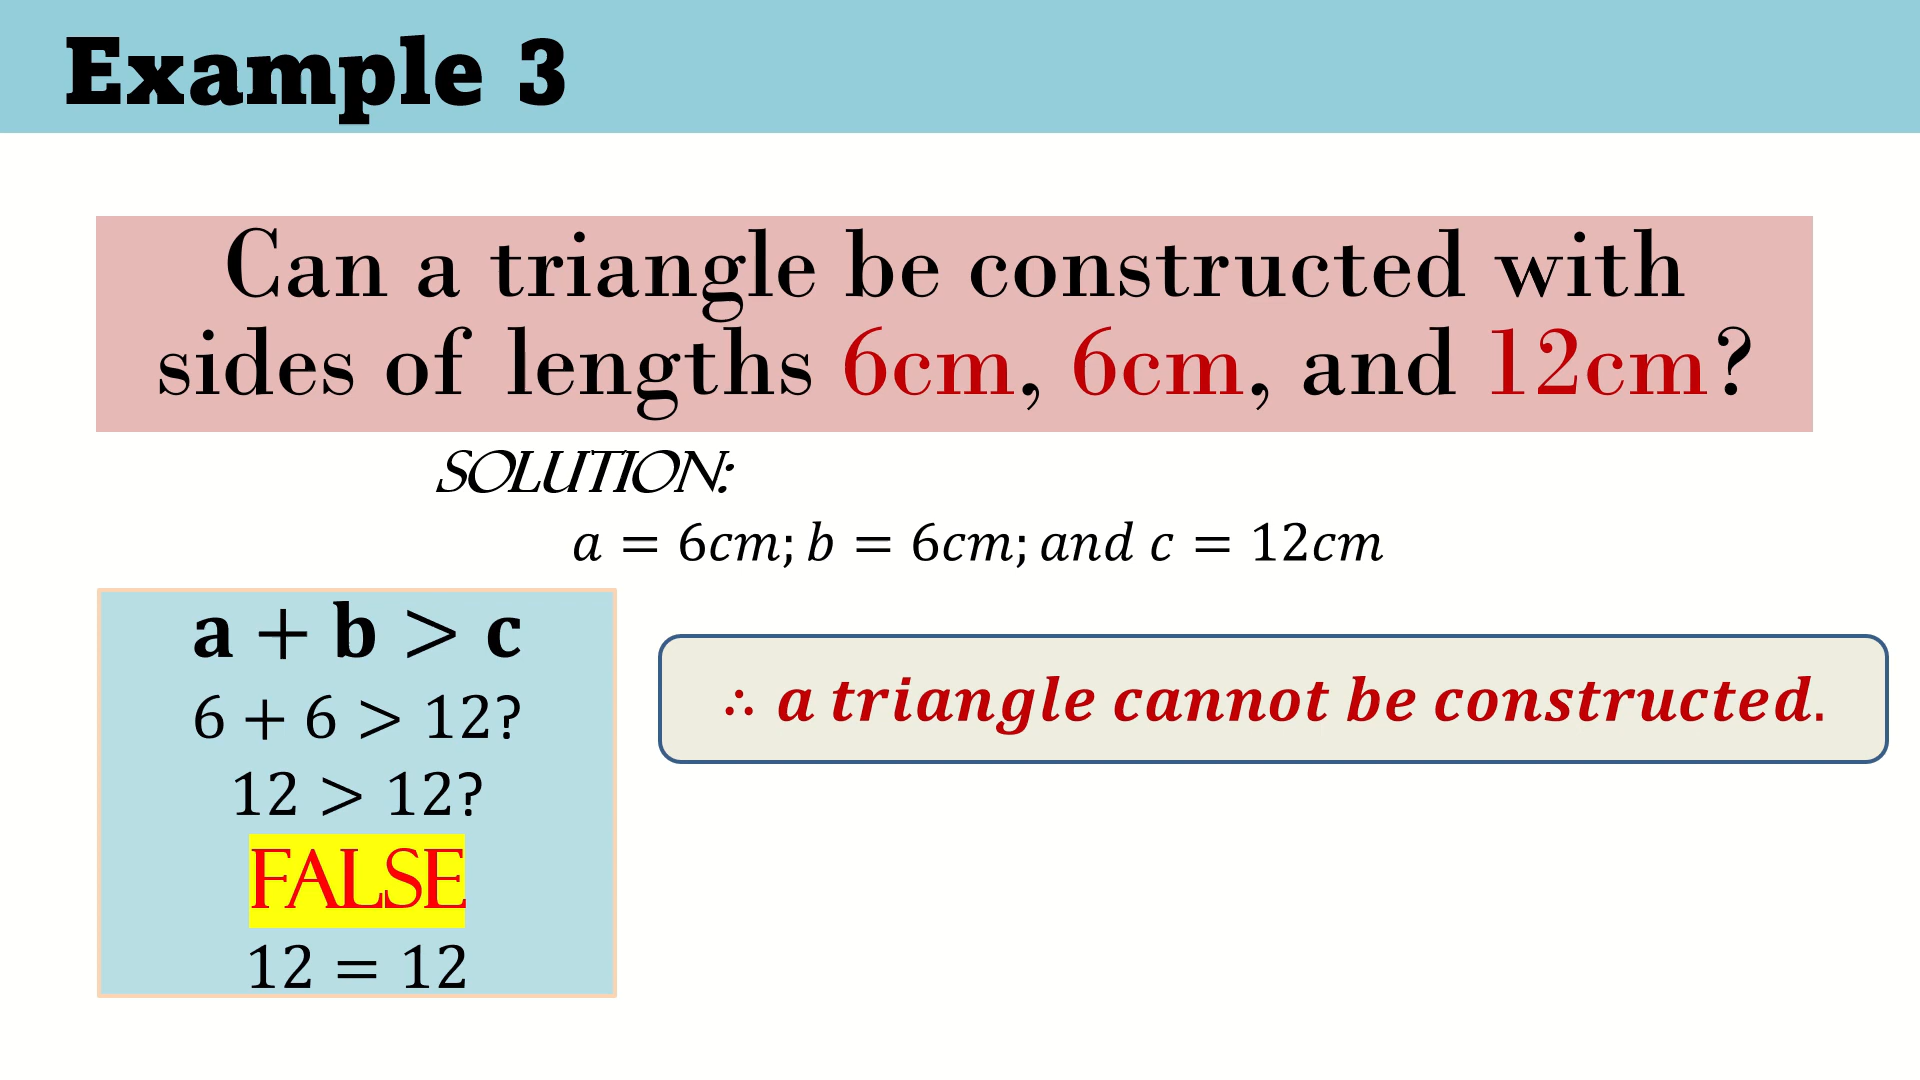 Example 3
Can a triangle be constructed with
sides of lengths 6cm, 6cm, and 12cm?
SOLUTION:
a = 6cm; b = 6cm; and c = 12cm
a + b > c
6 + 6 > 12?
12 > 12?
FALSE
12 = 12
∴ a triangle cannot be constructed.